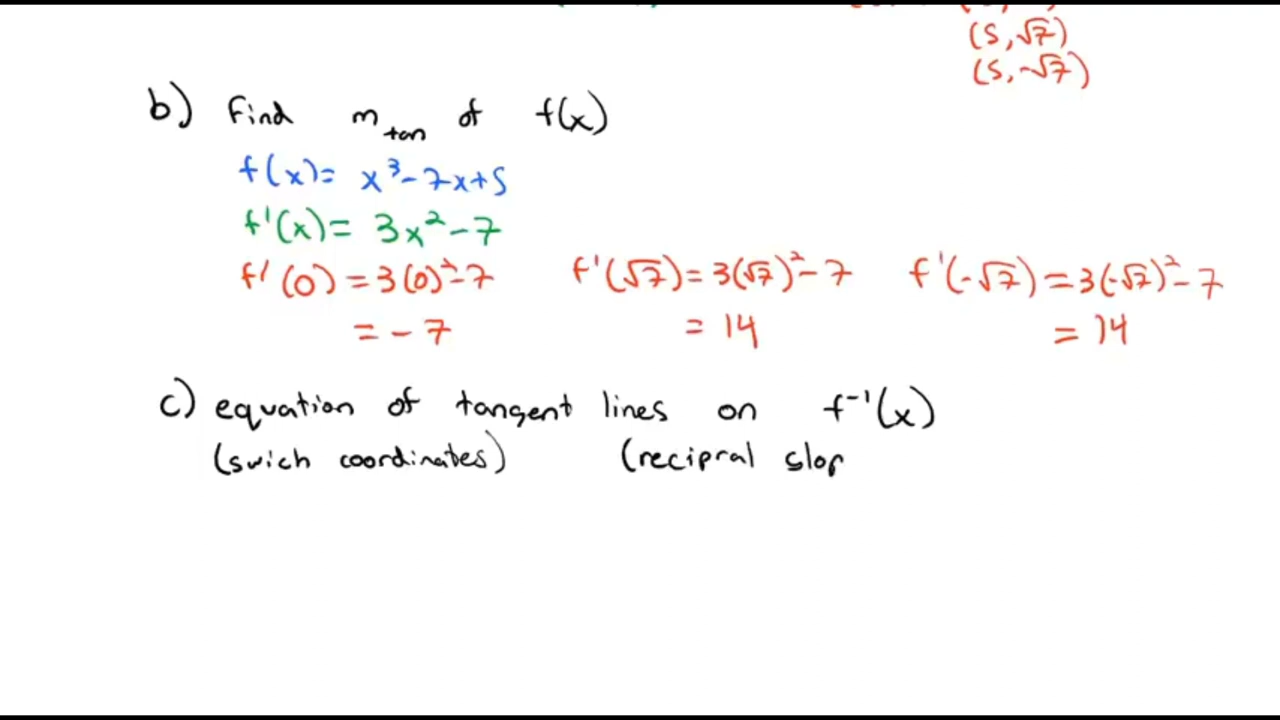 (5, √7)
(5, -√7)
b) Find m_tan of f(x)
f(x) = x³ - 7x + 5
f'(x) = 3x² - 7
f'(0) = 3(0)² - 7 f'(√7) = 3(√7)² - 7 f'(-√7) = 3(-√7)² - 7
= -7 = 14 = 14
c) equation of tangent lines on f⁻¹(x)
(swich coordinates) (recipral slop